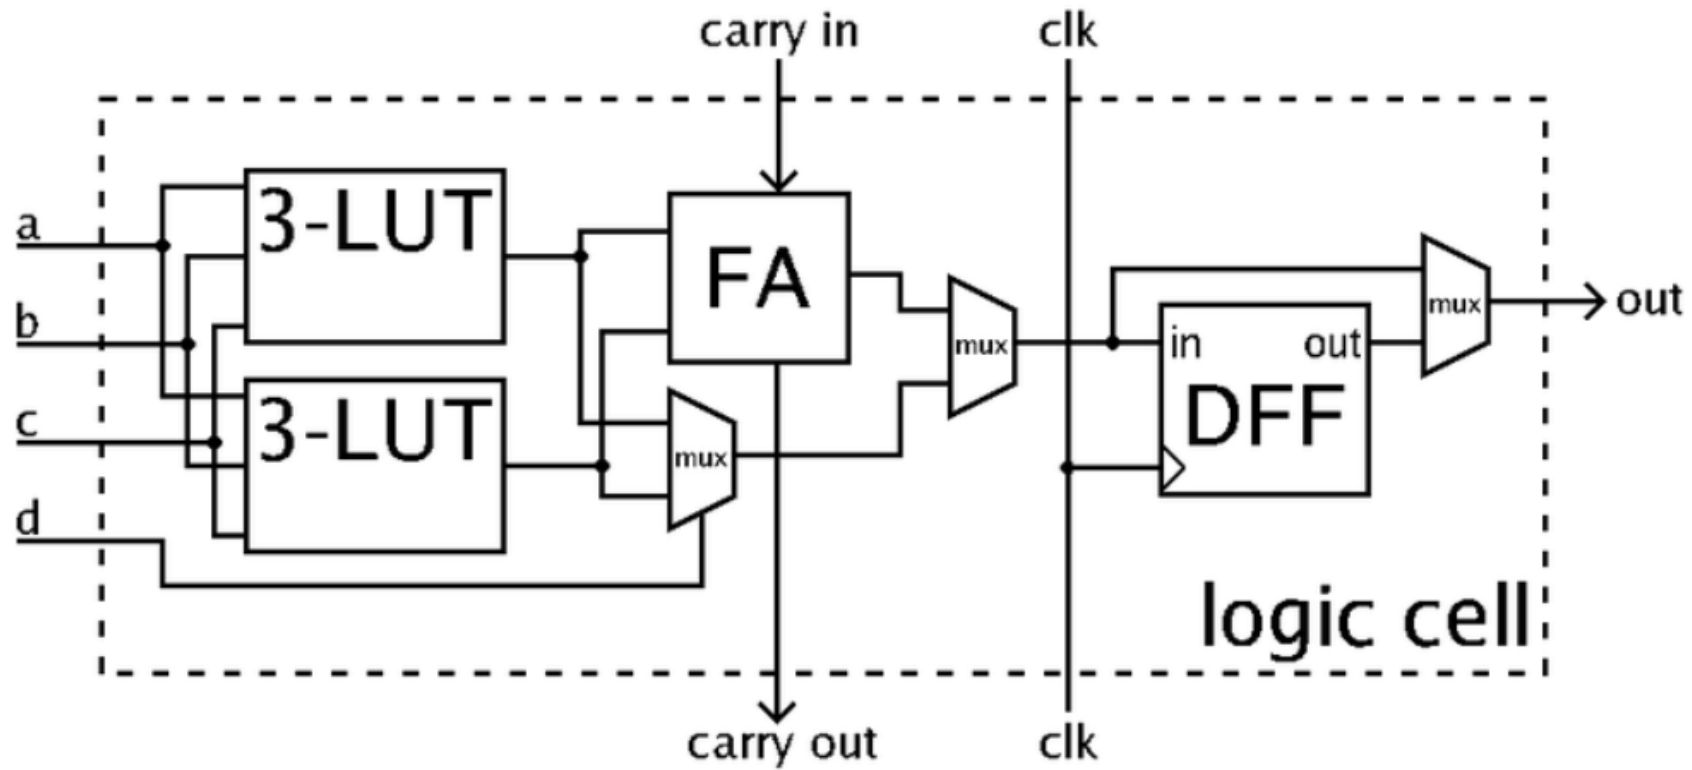 carry in
clk
a
b
c
d
3-LUT
3-LUT
FA
mux
mux
in
out
DFF
mux
out
logic cell
carry out
clk